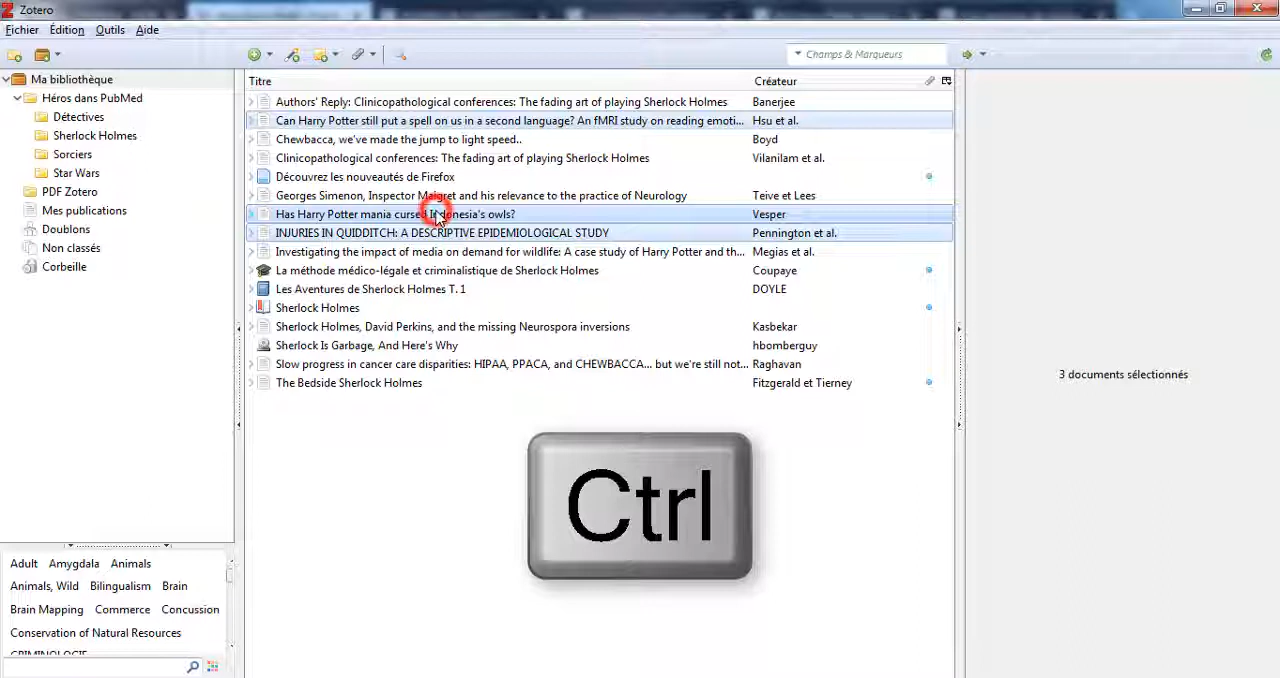 Zotero
Fichier Édition Outils Aide
Champs & Marqueurs
Ma bibliothèque
Héros dans PubMed
Détectives
Sherlock Holmes
Sorciers
Star Wars
PDF Zotero
Mes publications
Doublons
Non classés
Corbeille
Titre Créateur
Authors' Reply: Clinicopathological conferences: The fading art of playing Sherlock Holmes Banerjee
Can Harry Potter still put a spell on us in a second language? An fMRI study on reading emoti... Hsu et al.
Chewbacca, we've made the jump to light speed.. Boyd
Clinicopathological conferences: The fading art of playing Sherlock Holmes Vilanilam et al.
Découvrez les nouveautés de Firefox
Georges Simenon, Inspector Maigret and his relevance to the practice of Neurology Teive et Lees
Has Harry Potter mania cursed Indonesia's owls? Vesper
INJURIES IN QUIDDITCH: A DESCRIPTIVE EPIDEMIOLOGICAL STUDY Pennington et al.
Investigating the impact of media on demand for wildlife: A case study of Harry Potter and th... Megias et al.
La méthode médico-légale et criminalistique de Sherlock Holmes Coupaye
Les Aventures de Sherlock Holmes T. 1 DOYLE
Sherlock Holmes
Sherlock Holmes, David Perkins, and the missing Neurospora inversions Kasbekar
Sherlock Is Garbage, And Here's Why hbomberguy
Slow progress in cancer care disparities: HIPAA, PPACA, and CHEWBACCA... but we're still not... Raghavan
The Bedside Sherlock Holmes Fitzgerald et Tierney
3 documents sélectionnés
Ctrl
Adult Amygdala Animals
Animals, Wild Bilingualism Brain
Brain Mapping Commerce Concussion
Conservation of Natural Resources
CRIMINOLOGIE